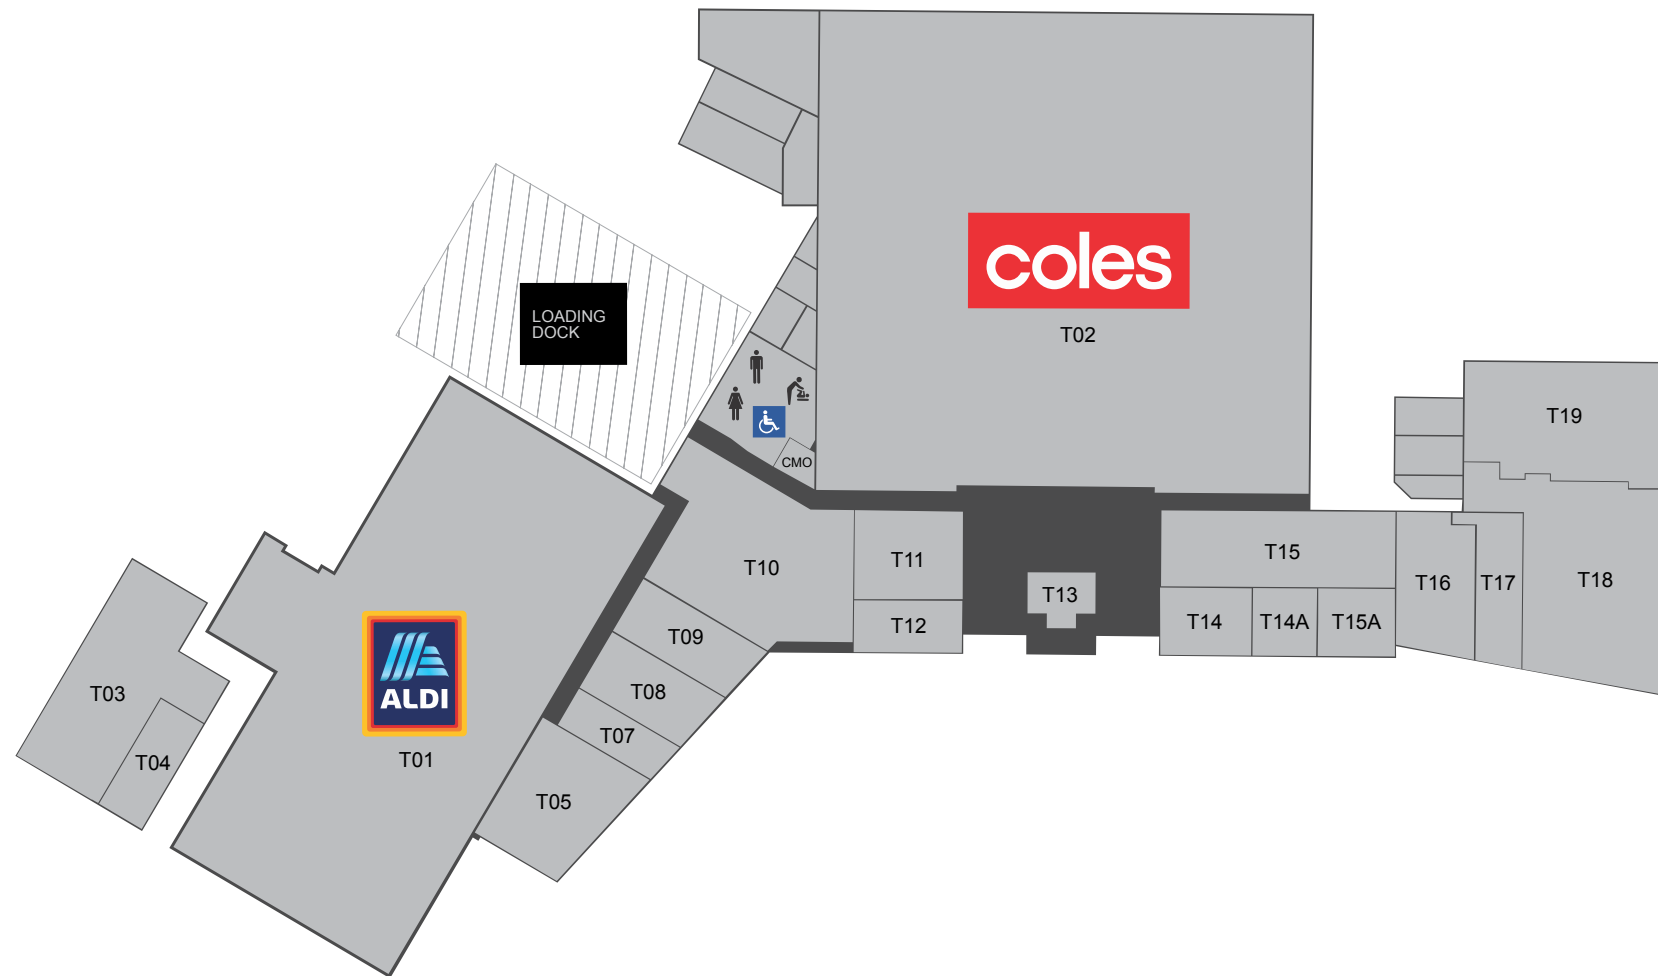 coles
T02
LOADING
DOCK
T19
CMO
T15
T11
T10
T13
T16
T17
T18
T14
T14A
T15A
T12
T09
T08
T03
ALDI
T07
T04
T01
T05